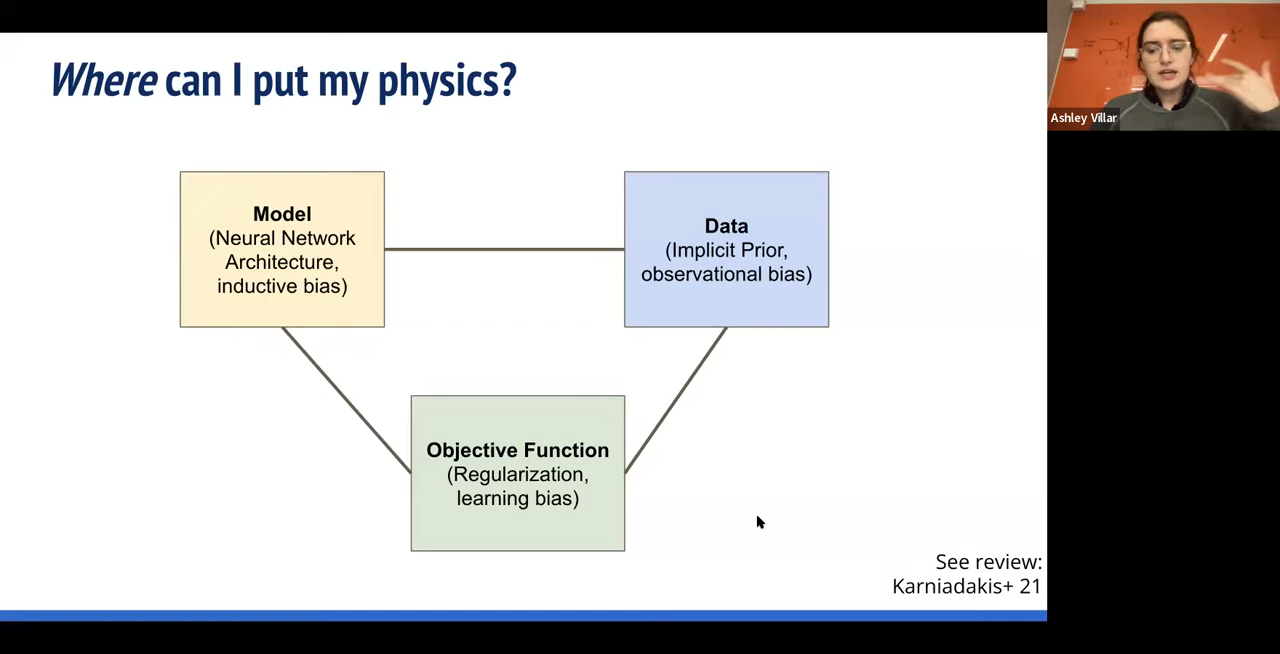 Where can I put my physics?
Ashley Villar
Model
(Neural Network
Architecture,
inductive bias)
Data
(Implicit Prior,
observational bias)
Objective Function
(Regularization,
learning bias)
See review:
Karniadakis+ 21